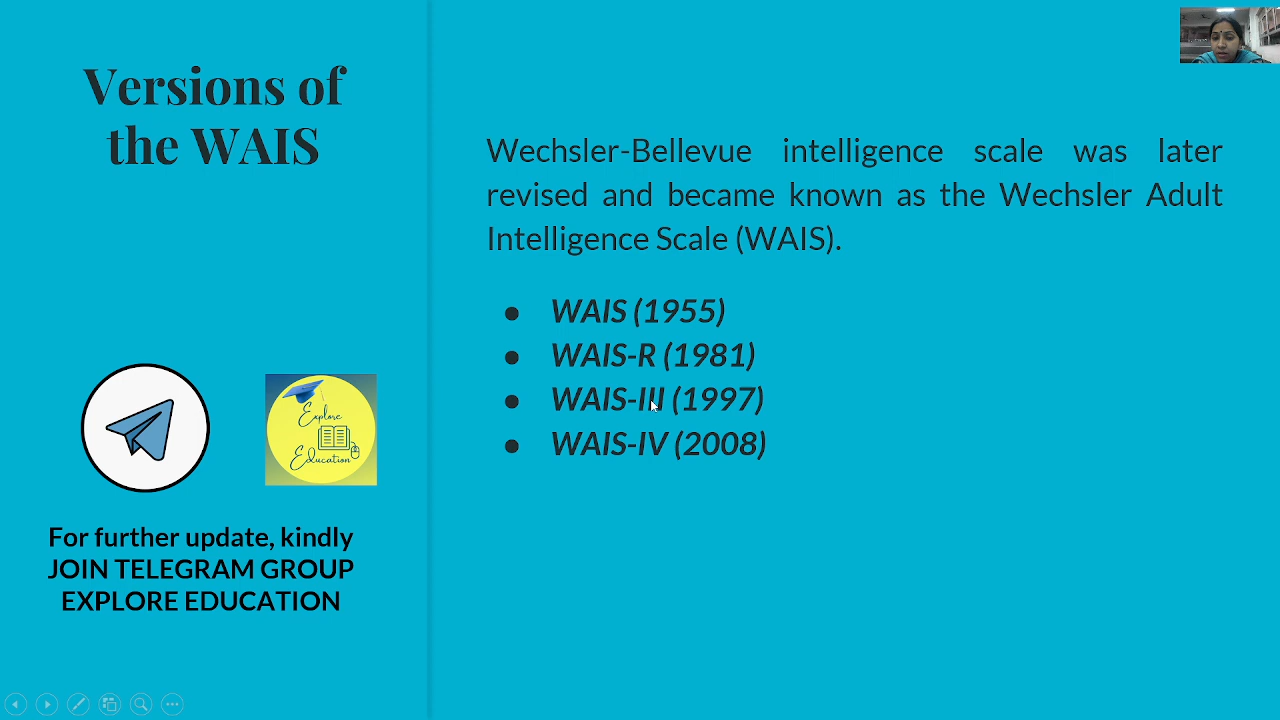 Versions of
the WAIS
Wechsler-Bellevue intelligence scale was later
revised and became known as the Wechsler Adult
Intelligence Scale (WAIS).
● WAIS (1955)
● WAIS-R (1981)
● WAIS-III (1997)
● WAIS-IV (2008)
Explore
Education
For further update, kindly
JOIN TELEGRAM GROUP
EXPLORE EDUCATION